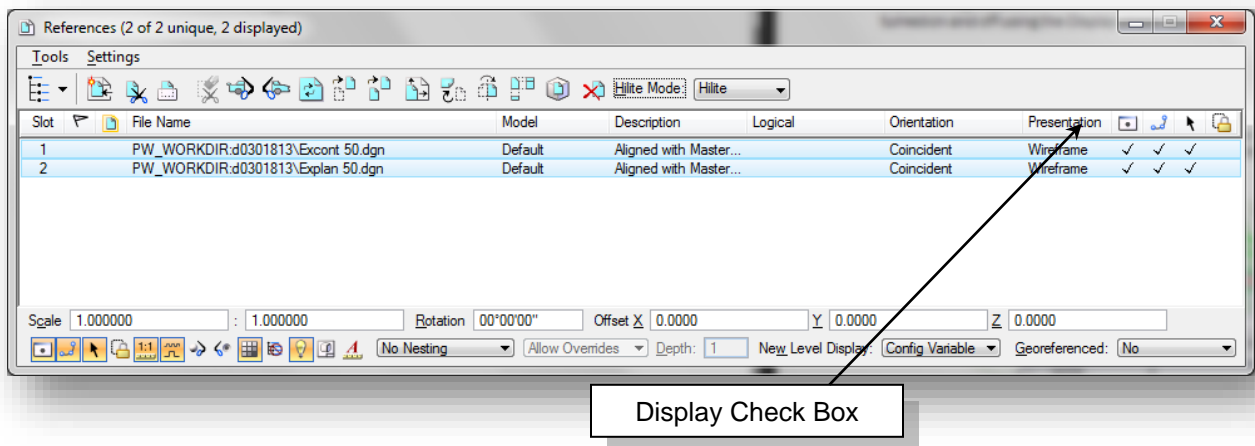 References (2 of 2 unique, 2 displayed)
Tools Settings
Hilite Mode: Hilite
Slot File Name Model Description Logical Orientation Presentation
1 PW_WORKDIR:d0301813\Excont 50.dgn Default Aligned with Master... Coincident Wireframe
2 PW_WORKDIR:d0301813\Explan 50.dgn Default Aligned with Master... Coincident Wireframe
Scale 1.000000 : 1.000000 Rotation 00°00'00" Offset X 0.0000 Y 0.0000 Z 0.0000
1:1 A No Nesting Allow Overrides Depth: 1 New Level Display: Config Variable Georeferenced: No
Display Check Box